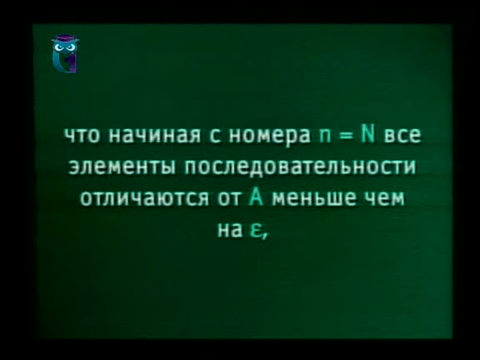 что начиная с номера n = N все
элементы последовательности
отличаются от A меньше чем
на ε,